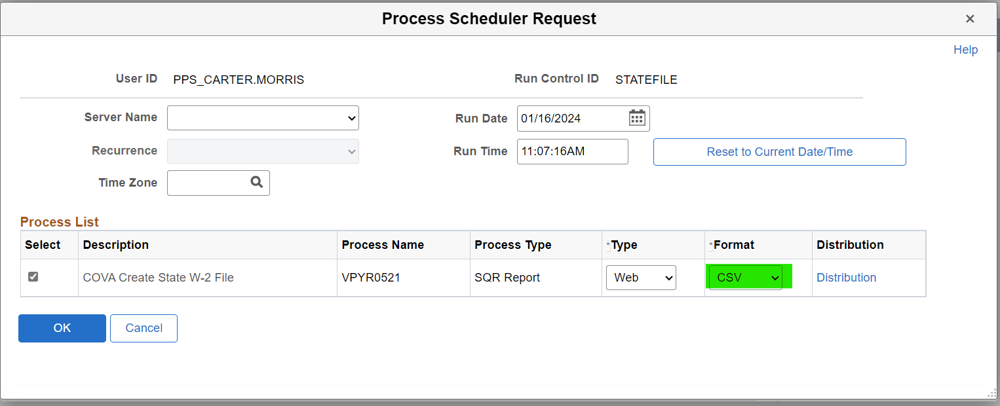 Process Scheduler Request
×
Help
User ID PPS_CARTER.MORRIS Run Control ID STATEFILE
Server Name Run Date 01/16/2024
Recurrence Run Time 11:07:16AM Reset to Current Date/Time
Time Zone
Process List
Select Description Process Name Process Type *Type *Format Distribution
COVA Create State W-2 File VPYR0521 SQR Report Web CSV Distribution
OK Cancel